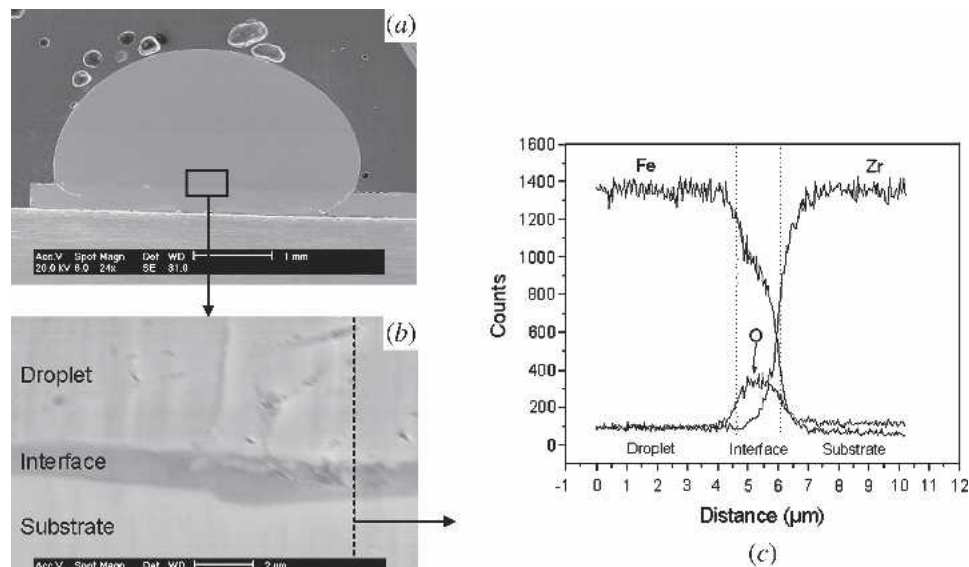 (a)
Acc.V Spot Magn Det WD 1 mm
20.0 kV 6.0 24x SE 31.0
(b)
Droplet
Interface
Substrate
Acc.V Spot Magn Det WD 2 µm
1600
1400
1200
1000
800
600
400
200
0
Counts
Fe
Zr
O
Droplet Interface Substrate
-1 0 1 2 3 4 5 6 7 8 9 10 11 12
Distance (µm)
(c)